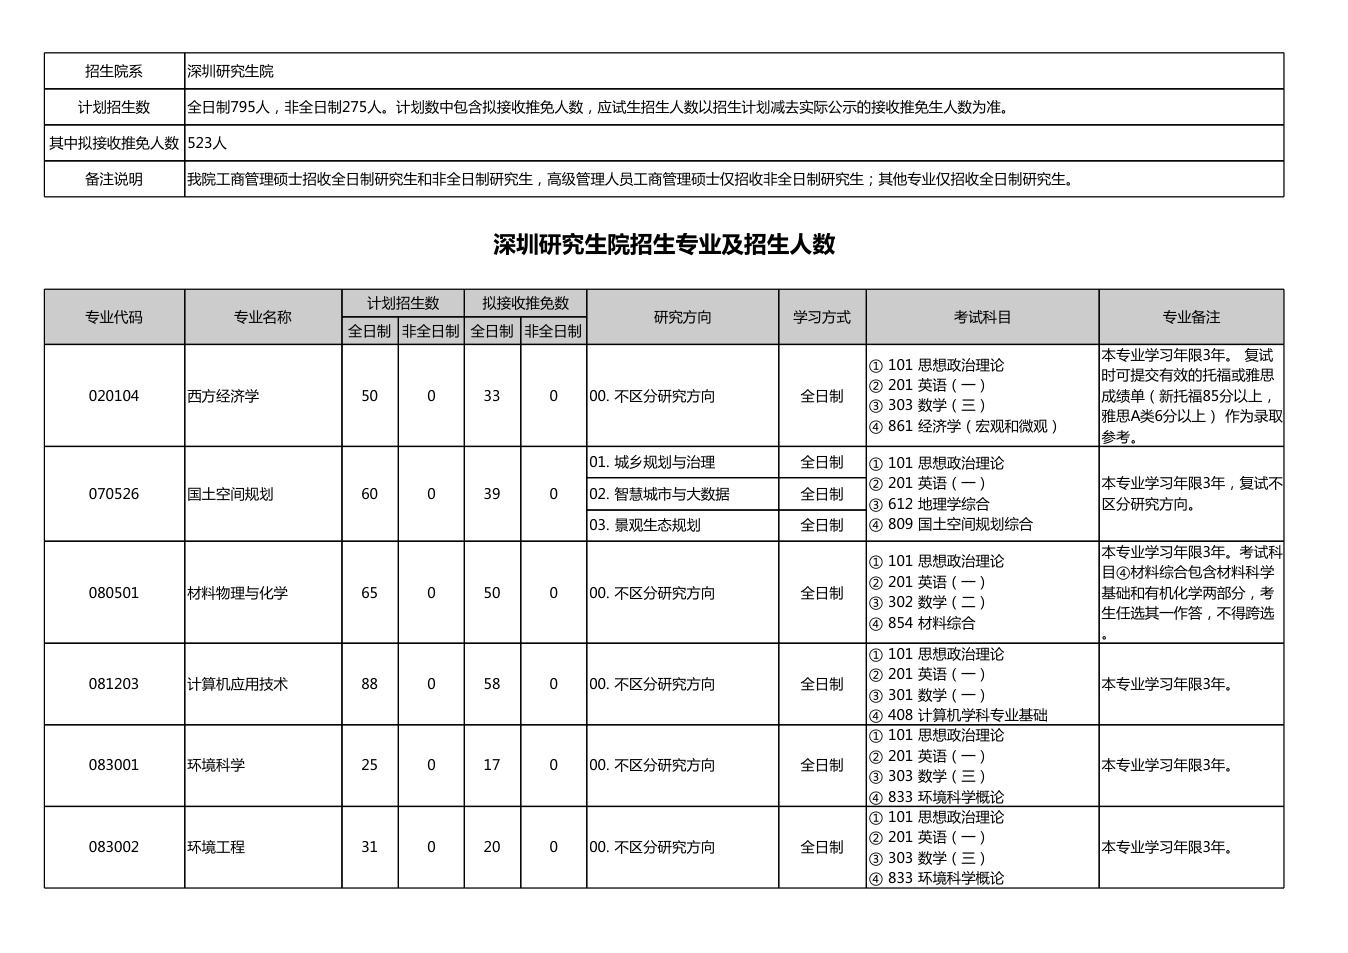 招生院系 深圳研究生院
计划招生数 全日制795人，非全日制275人。计划数中包含拟接收推免人数，应试生招生人数以招生计划减去实际公示的接收推免生人数为准。
其中拟接收推免人数 523人
备注说明 我院工商管理硕士招收全日制研究生和非全日制研究生，高级管理人员工商管理硕士仅招收非全日制研究生；其他专业仅招收全日制研究生。
深圳研究生院招生专业及招生人数
专业代码 专业名称 计划招生数 拟接收推免数 研究方向 学习方式 考试科目 专业备注
全日制 非全日制 全日制 非全日制
020104 西方经济学 50 0 33 0 00. 不区分研究方向 全日制
① 101 思想政治理论
② 201 英语（一）
③ 303 数学（三）
④ 861 经济学（宏观和微观）
本专业学习年限3年。 复试
时可提交有效的托福或雅思
成绩单（新托福85分以上，
雅思A类6分以上） 作为录取
参考。
070526 国土空间规划 60 0 39 0
01. 城乡规划与治理 全日制
02. 智慧城市与大数据 全日制
03. 景观生态规划 全日制
① 101 思想政治理论
② 201 英语（一）
③ 612 地理学综合
④ 809 国土空间规划综合
本专业学习年限3年，复试不
区分研究方向。
080501 材料物理与化学 65 0 50 0 00. 不区分研究方向 全日制
① 101 思想政治理论
② 201 英语（一）
③ 302 数学（二）
④ 854 材料综合
本专业学习年限3年。考试科
目④材料综合包含材料科学
基础和有机化学两部分，考
生任选其一作答，不得跨选
。
081203 计算机应用技术 88 0 58 0 00. 不区分研究方向 全日制
① 101 思想政治理论
② 201 英语（一）
③ 301 数学（一）
④ 408 计算机学科专业基础
本专业学习年限3年。
083001 环境科学 25 0 17 0 00. 不区分研究方向 全日制
① 101 思想政治理论
② 201 英语（一）
③ 303 数学（三）
④ 833 环境科学概论
本专业学习年限3年。
083002 环境工程 31 0 20 0 00. 不区分研究方向 全日制
① 101 思想政治理论
② 201 英语（一）
③ 303 数学（三）
④ 833 环境科学概论
本专业学习年限3年。